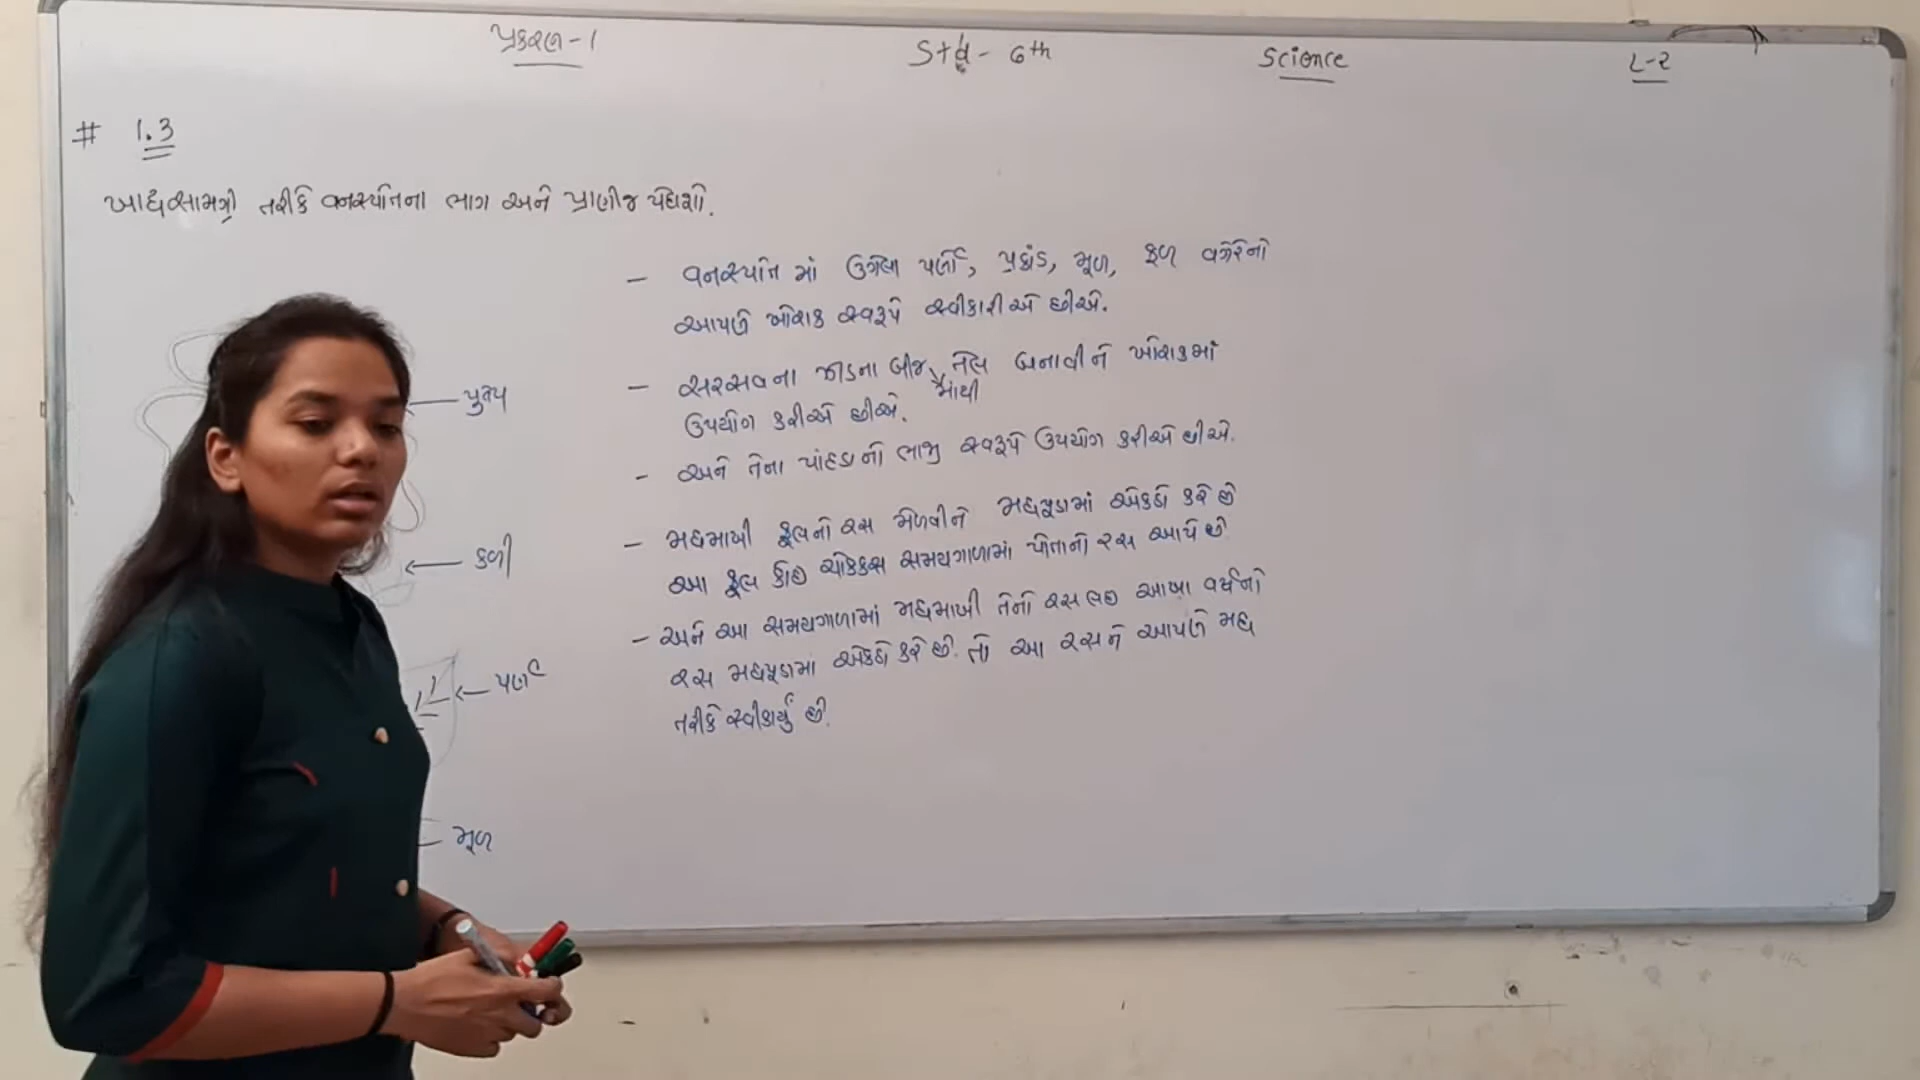 પ્રકરણ-1
Std - 6th
Science
L-2
# 1.3
ખાદ્યસામગ્રી તરીકે વનસ્પતિના ભાગ અને પ્રાણીજ પેદાશો.
- વનસ્પતિ માં ઉગેલા પર્ણો, પ્રકાંડ, મૂળ, ફળ વગેરેનો
આપણે ખોરાક સ્વરૂપે સ્વીકારીએ છીએ.
- સરસવના ઝાડના બીજમાંથી તેલ બનાવીને ખોરાકમાં
ઉપયોગ કરીએ છીએ.
- અને તેના પાંદડાનો ભાજી સ્વરૂપે ઉપયોગ કરીએ છીએ.
- મધમાખી ફૂલનો રસ મેળવીને મધપૂડામાં એકઠો કરે છે
આ ફૂલ કોઇ ચોક્કસ સમયગાળામાં પોતાનો રસ આપે છે
- અને આ સમયગાળામાં મધમાખી તેનો રસ લઇ આખા વર્ષનો
રસ મધપૂડામાં એકઠો કરે છે. તો આ રસને આપણે મધ
તરીકે સ્વીકાર્યું છે.
પુષ્પ
કળી
પર્ણ
મૂળ